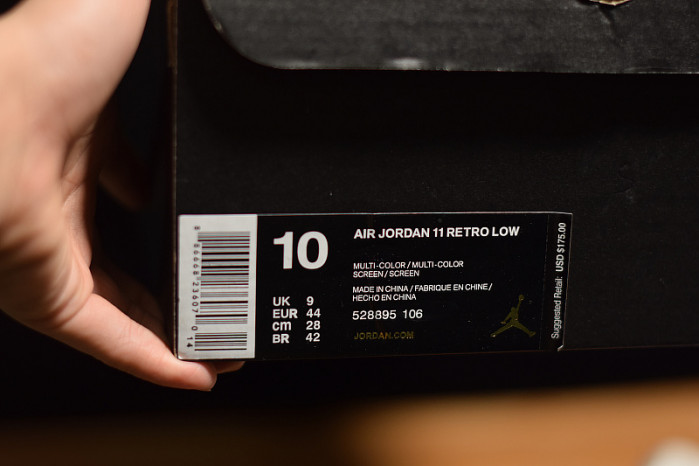 10
AIR JORDAN 11 RETRO LOW
MULTI-COLOR / MULTI-COLOR
SCREEN / SCREEN
MADE IN CHINA / FABRIQUE EN CHINE /
HECHO EN CHINA
528895 106
JORDAN.COM
UK 9
EUR 44
cm 28
BR 42
Suggested Retail: USD $175.00